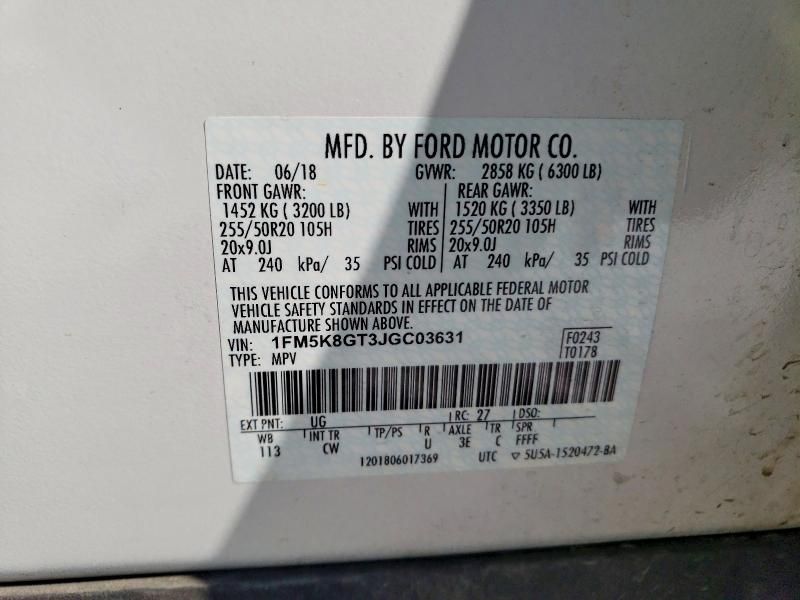 MFD. BY FORD MOTOR CO.
DATE: 06/18 GVWR: 2858 KG ( 6300 LB)
FRONT GAWR: REAR GAWR:
1452 KG ( 3200 LB) WITH 1520 KG ( 3350 LB) WITH
255/50R20 105H TIRES 255/50R20 105H TIRES
20x9.0J RIMS 20x9.0J RIMS
AT 240 kPa/ 35 PSI COLD AT 240 kPa/ 35 PSI COLD
THIS VEHICLE CONFORMS TO ALL APPLICABLE FEDERAL MOTOR
VEHICLE SAFETY STANDARDS IN EFFECT ON THE DATE OF
MANUFACTURE SHOWN ABOVE.
VIN: 1FM5K8GT3JGC03631 F0243
TYPE: MPV T0178
EXT PNT: UG RC: 27 DSO:
WB INT TR TP/PS R AXLE TR SPR
113 CW U 3E C FFFF
1201806017369 UTC ▽ 5U5A-1520472-BA